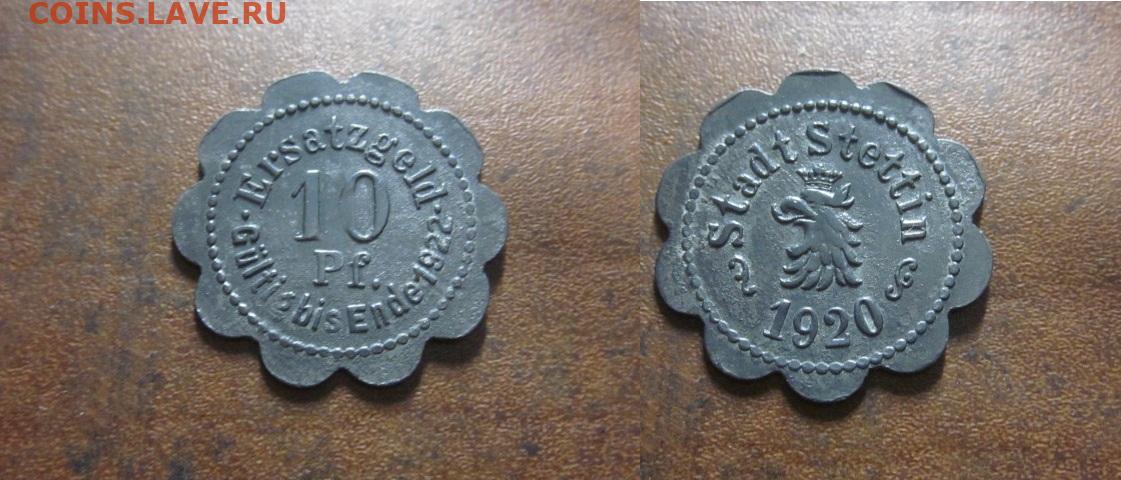 COINS.LAVE.RU
· Ersatzgeld ·
10
Pf.
Gültig bis Ende 1922
Stadt Stettin
1920